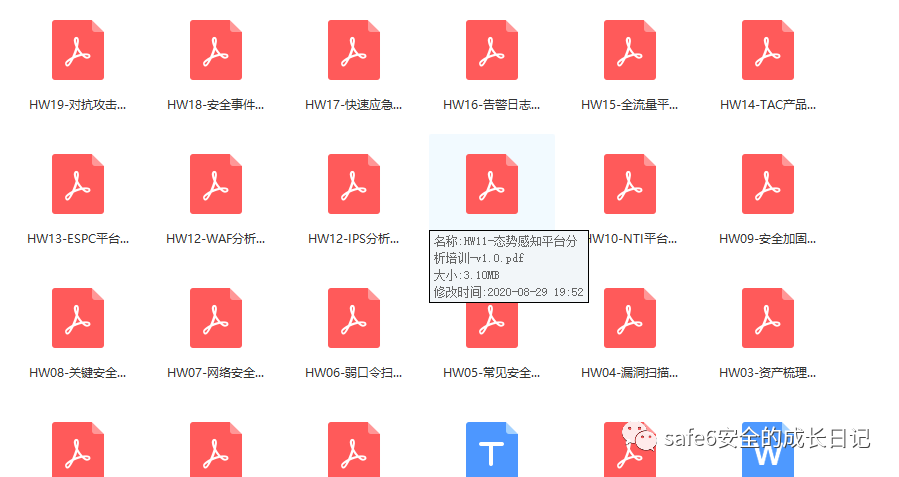 HW19-对抗攻击...
HW18-安全事件...
HW17-快速应急...
HW16-告警日志...
HW15-全流量平...
HW14-TAC产品...
HW13-ESPC平台...
HW12-WAF分析...
HW12-IPS分析...
名称:HW11-态势感知平台分
析培训-v1.0.pdf
大小:3.10MB
修改时间:2020-08-29 19:52
HW10-NTI平台...
HW09-安全加固...
HW08-关键安全...
HW07-网络安全...
HW06-弱口令扫...
HW05-常见安全...
HW04-漏洞扫描...
HW03-资产梳理...
T
W
safe6安全的成长日记